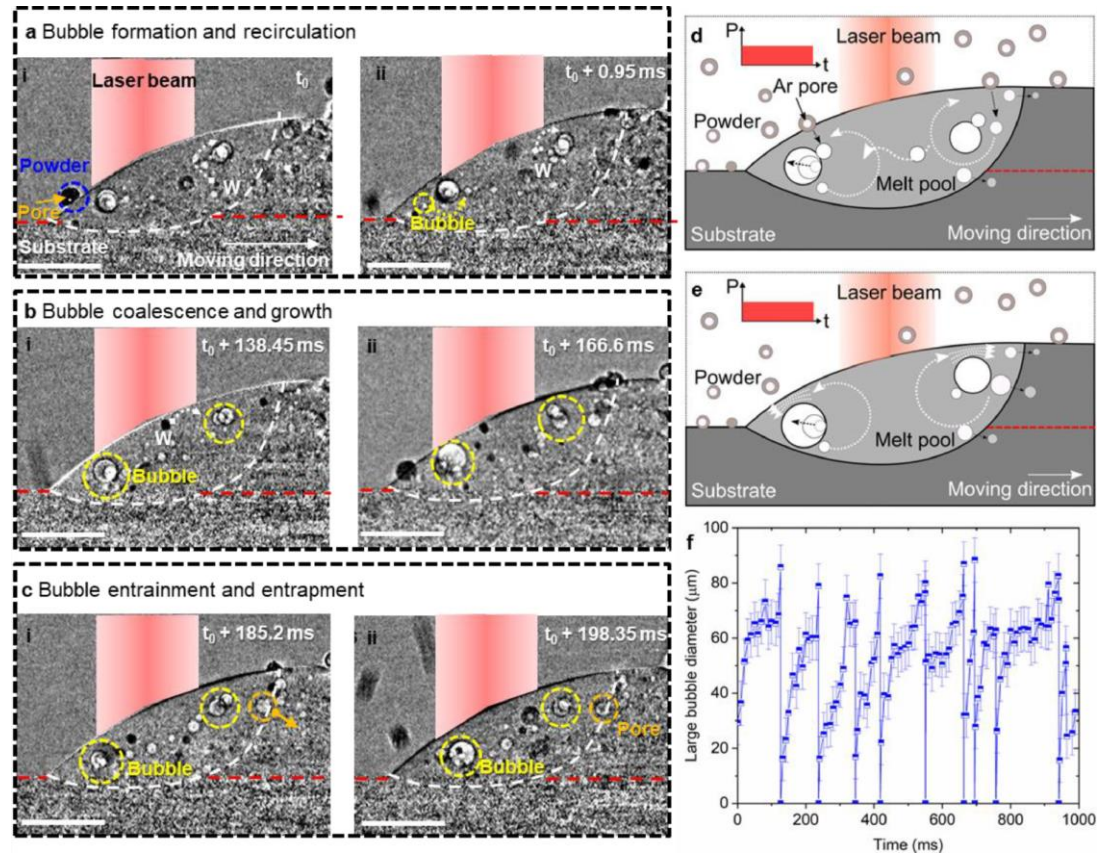 a Bubble formation and recirculation
i
Laser beam
t0
Powder
Pore
W
Substrate
Moving direction
ii
t0 + 0.95 ms
W
Bubble
b Bubble coalescence and growth
i
t0 + 138.45 ms
W
Bubble
ii
t0 + 166.6 ms
c Bubble entrainment and entrapment
i
t0 + 185.2 ms
Bubble
ii
t0 + 198.35 ms
Pore
Bubble
d
P
t
Laser beam
Ar pore
Powder
Melt pool
Substrate
Moving direction
e
P
t
Laser beam
Powder
Melt pool
Substrate
Moving direction
f
Large bubble diameter (μm)
100
80
60
40
20
0
0 200 400 600 800 1000
Time (ms)